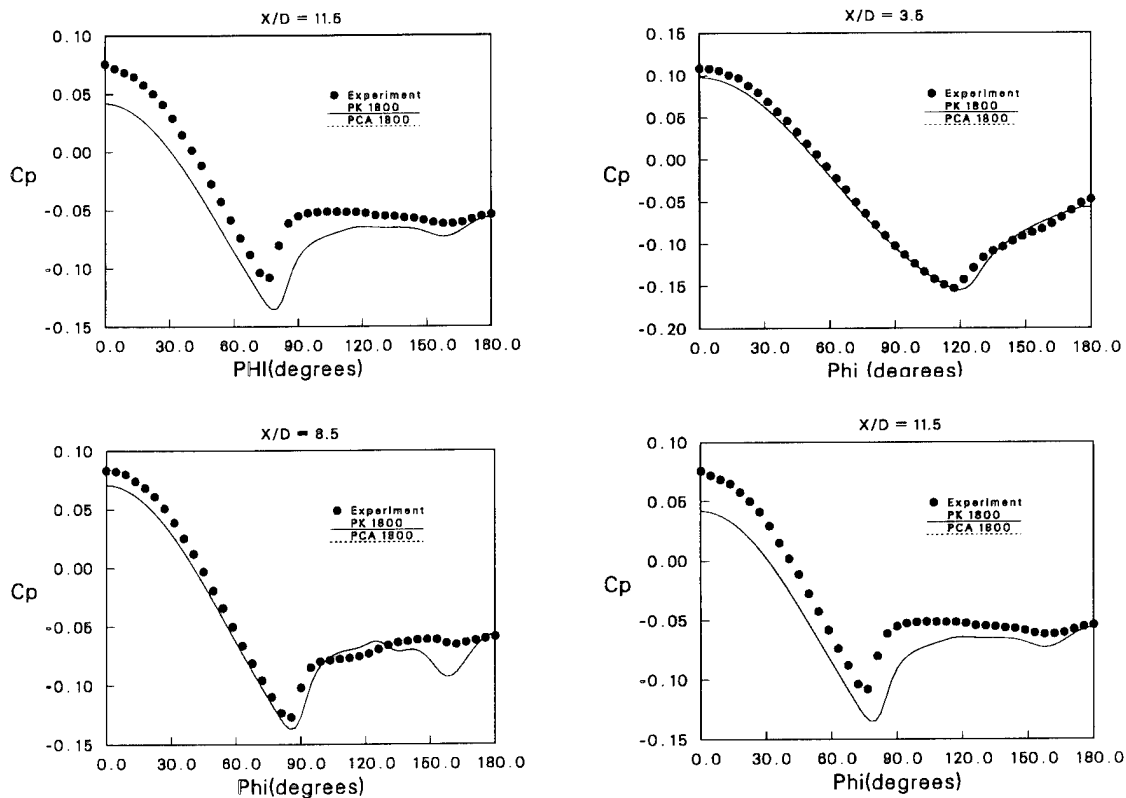 X/D = 11.5
0.10
0.05
0.00
-0.05
-0.10
-0.15
Cp
Experiment
PK 1800
PCA 1800
0.0 30.0 60.0 90.0 120.0 150.0 180.0
PHI(degrees)
X/D = 3.5
0.15
0.10
0.05
0.00
-0.05
-0.10
-0.15
-0.20
Cp
Experiment
PK 1800
PCA 1800
0.0 30.0 60.0 90.0 120.0 150.0 180.0
Phi (degrees)
X/D = 8.5
0.10
0.05
0.00
-0.05
-0.10
-0.15
Cp
Experiment
PK 1800
PCA 1800
0.0 30.0 60.0 90.0 120.0 150.0 180.0
Phi(degrees)
X/D = 11.5
0.10
0.05
0.00
-0.05
-0.10
-0.15
Cp
Experiment
PK 1800
PCA 1800
0.0 30.0 60.0 90.0 120.0 150.0 180.0
Phi(degrees)